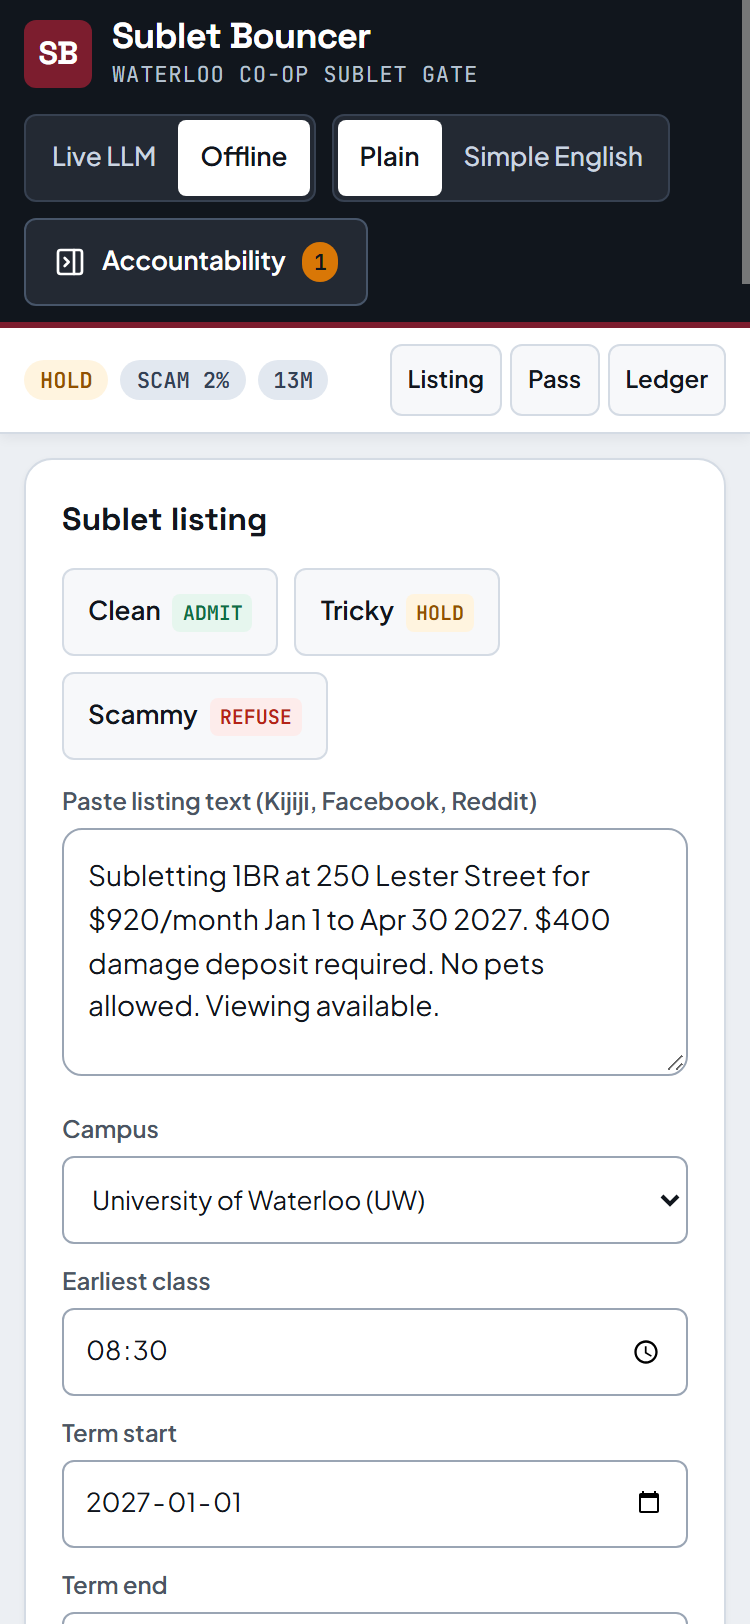 SB
Sublet Bouncer
WATERLOO CO-OP SUBLET GATE
Live LLM
Offline
Plain
Simple English
Accountability
1
HOLD
SCAM 2%
13M
Listing
Pass
Ledger
Sublet listing
Clean ADMIT
Tricky HOLD
Scammy REFUSE
Paste listing text (Kijiji, Facebook, Reddit)
Subletting 1BR at 250 Lester Street for
$920/month Jan 1 to Apr 30 2027. $400
damage deposit required. No pets
allowed. Viewing available.
Campus
University of Waterloo (UW)
Earliest class
08:30
Term start
2027-01-01
Term end